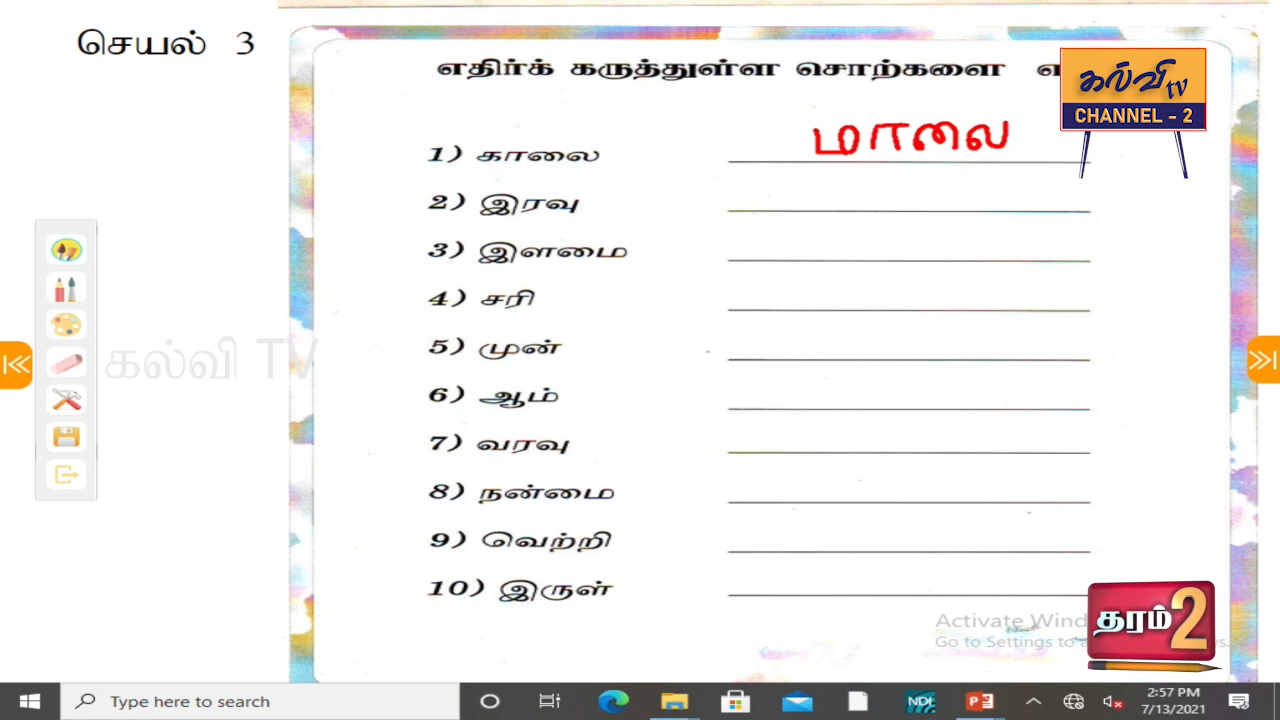 செயல் 3
எதிர்க் கருத்துள்ள சொற்களை
கல்வி tv
CHANNEL - 2
1) காலை மாலை
2) இரவு
3) இளமை
4) சரி
5) முன்
கல்வி TV
6) ஆம்
7) வரவு
8) நன்மை
9) வெற்றி
10) இருள்
தரம் 2
Activate Wind
Go to Settings to
Type here to search
NDI
2:57 PM
7/13/2021